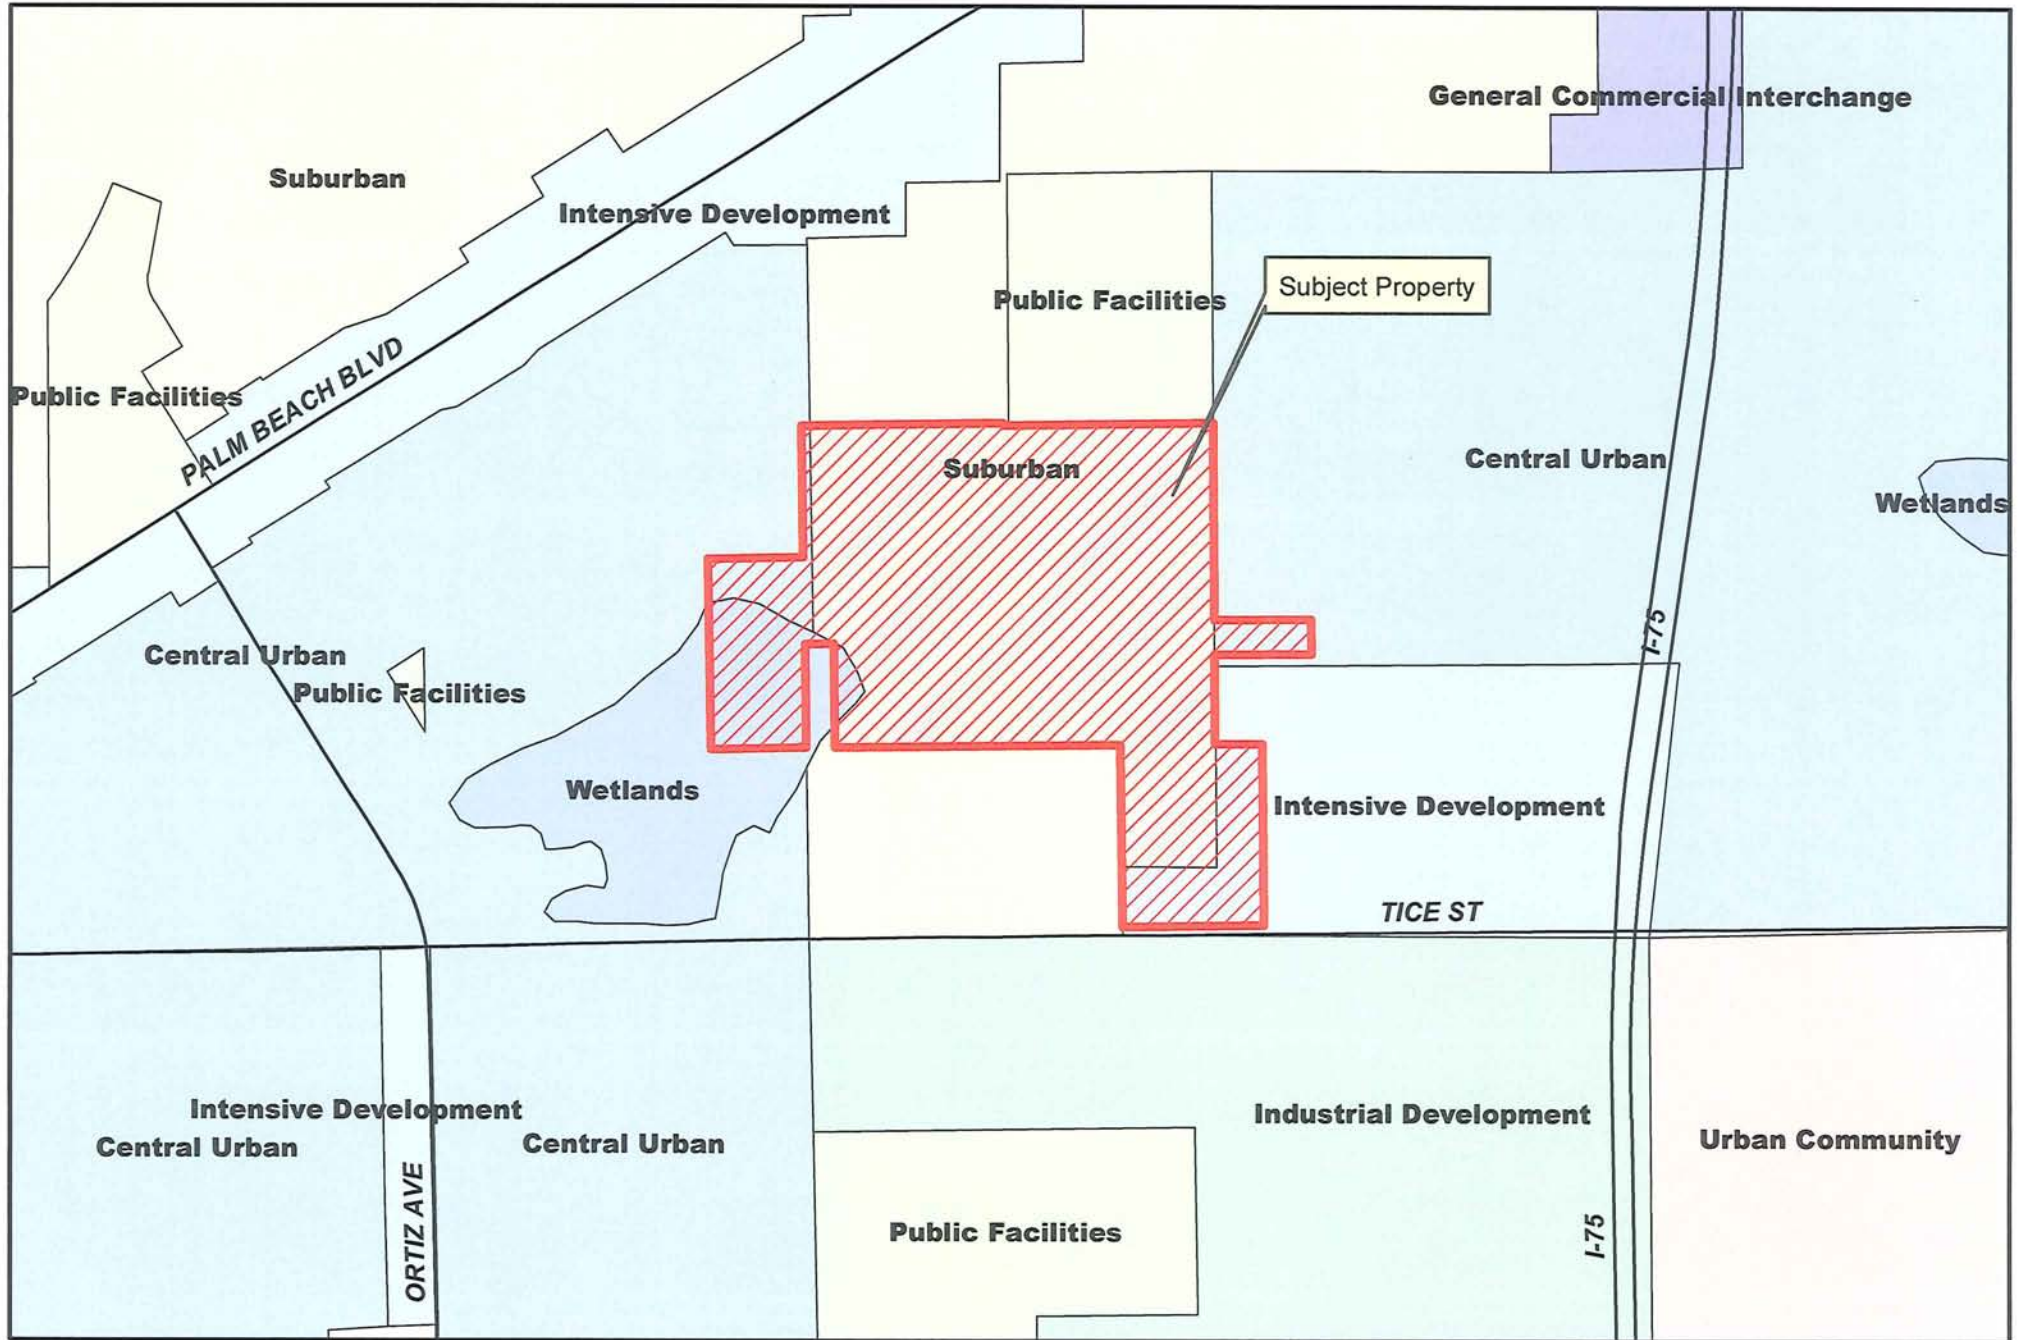 General Commercial Interchange
Suburban
Intensive Development
Subject Property
Public Facilities
PALM BEACH BLVD
Public Facilities
Suburban
Central Urban
Wetlands
I-75
Central Urban
Public Facilities
Wetlands
Intensive Development
TICE ST
Intensive Development
Central Urban
Central Urban
ORTIZ AVE
Industrial Development
Urban Community
Public Facilities
I-75